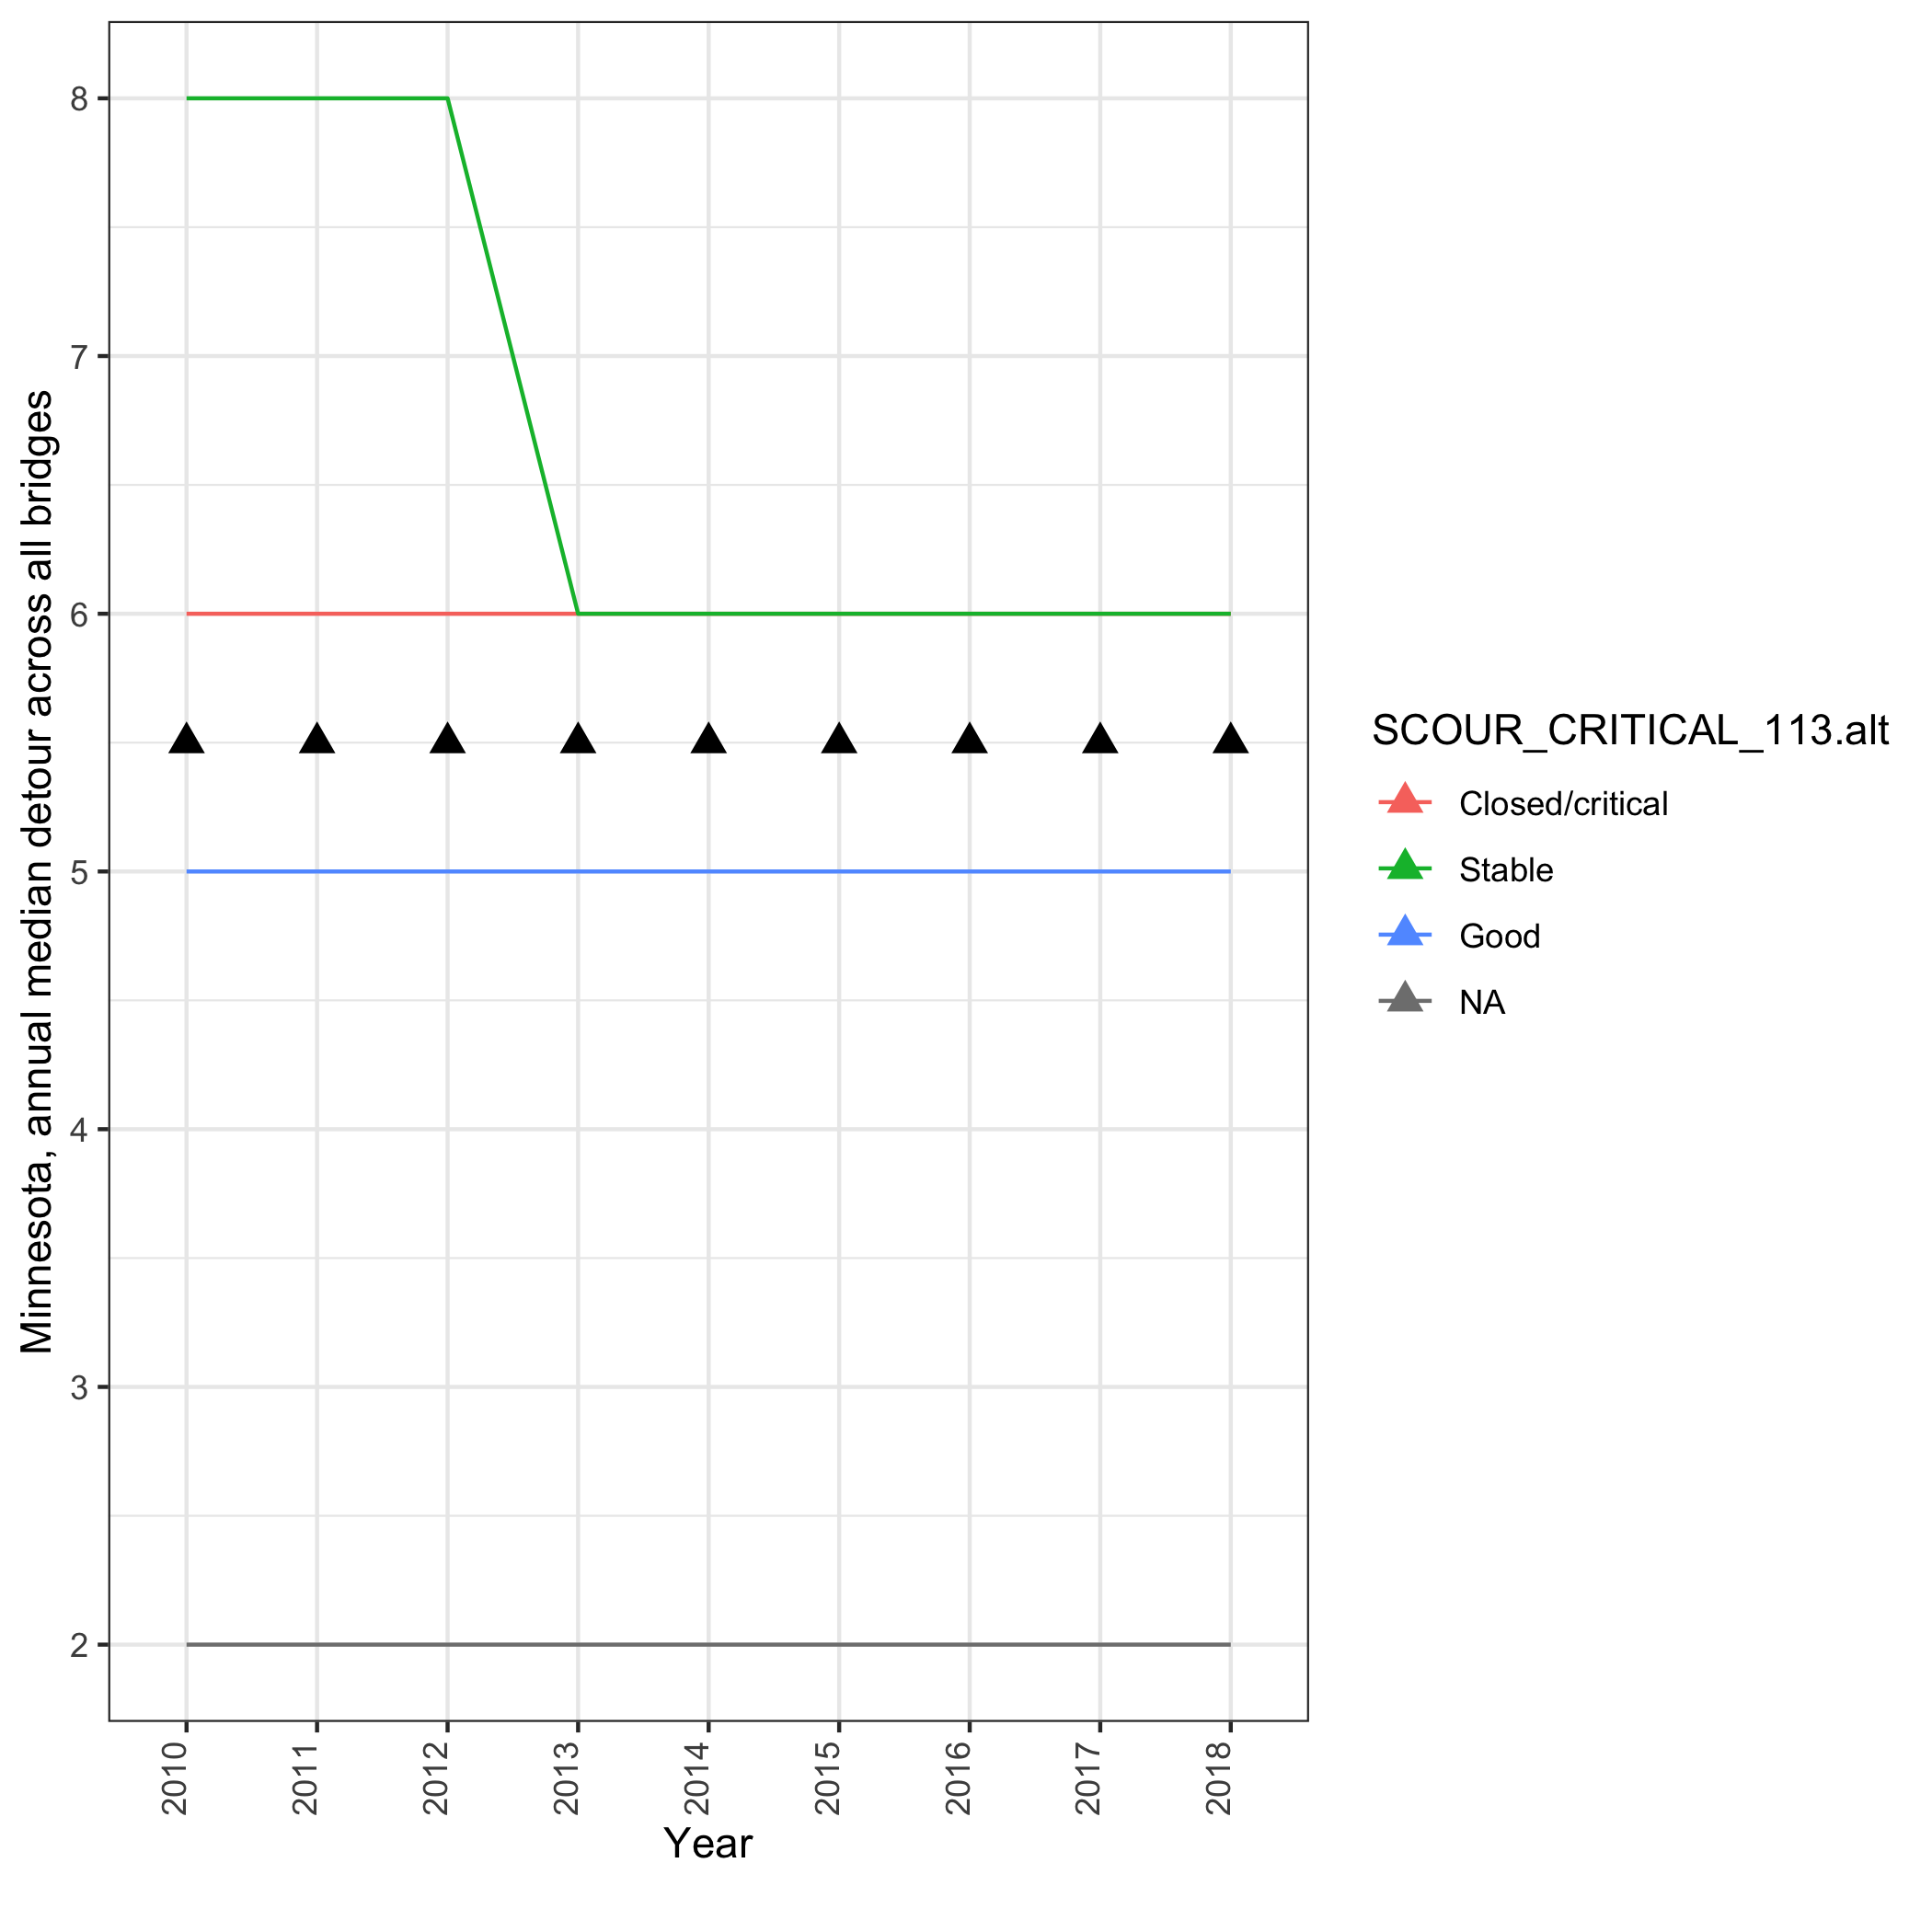 Minnesota, annual median detour across all bridges
8
7
6
5
4
3
2
2010
2011
2012
2013
2014
2015
2016
2017
2018
Year
SCOUR_CRITICAL_113.alt
Closed/critical
Stable
Good
NA